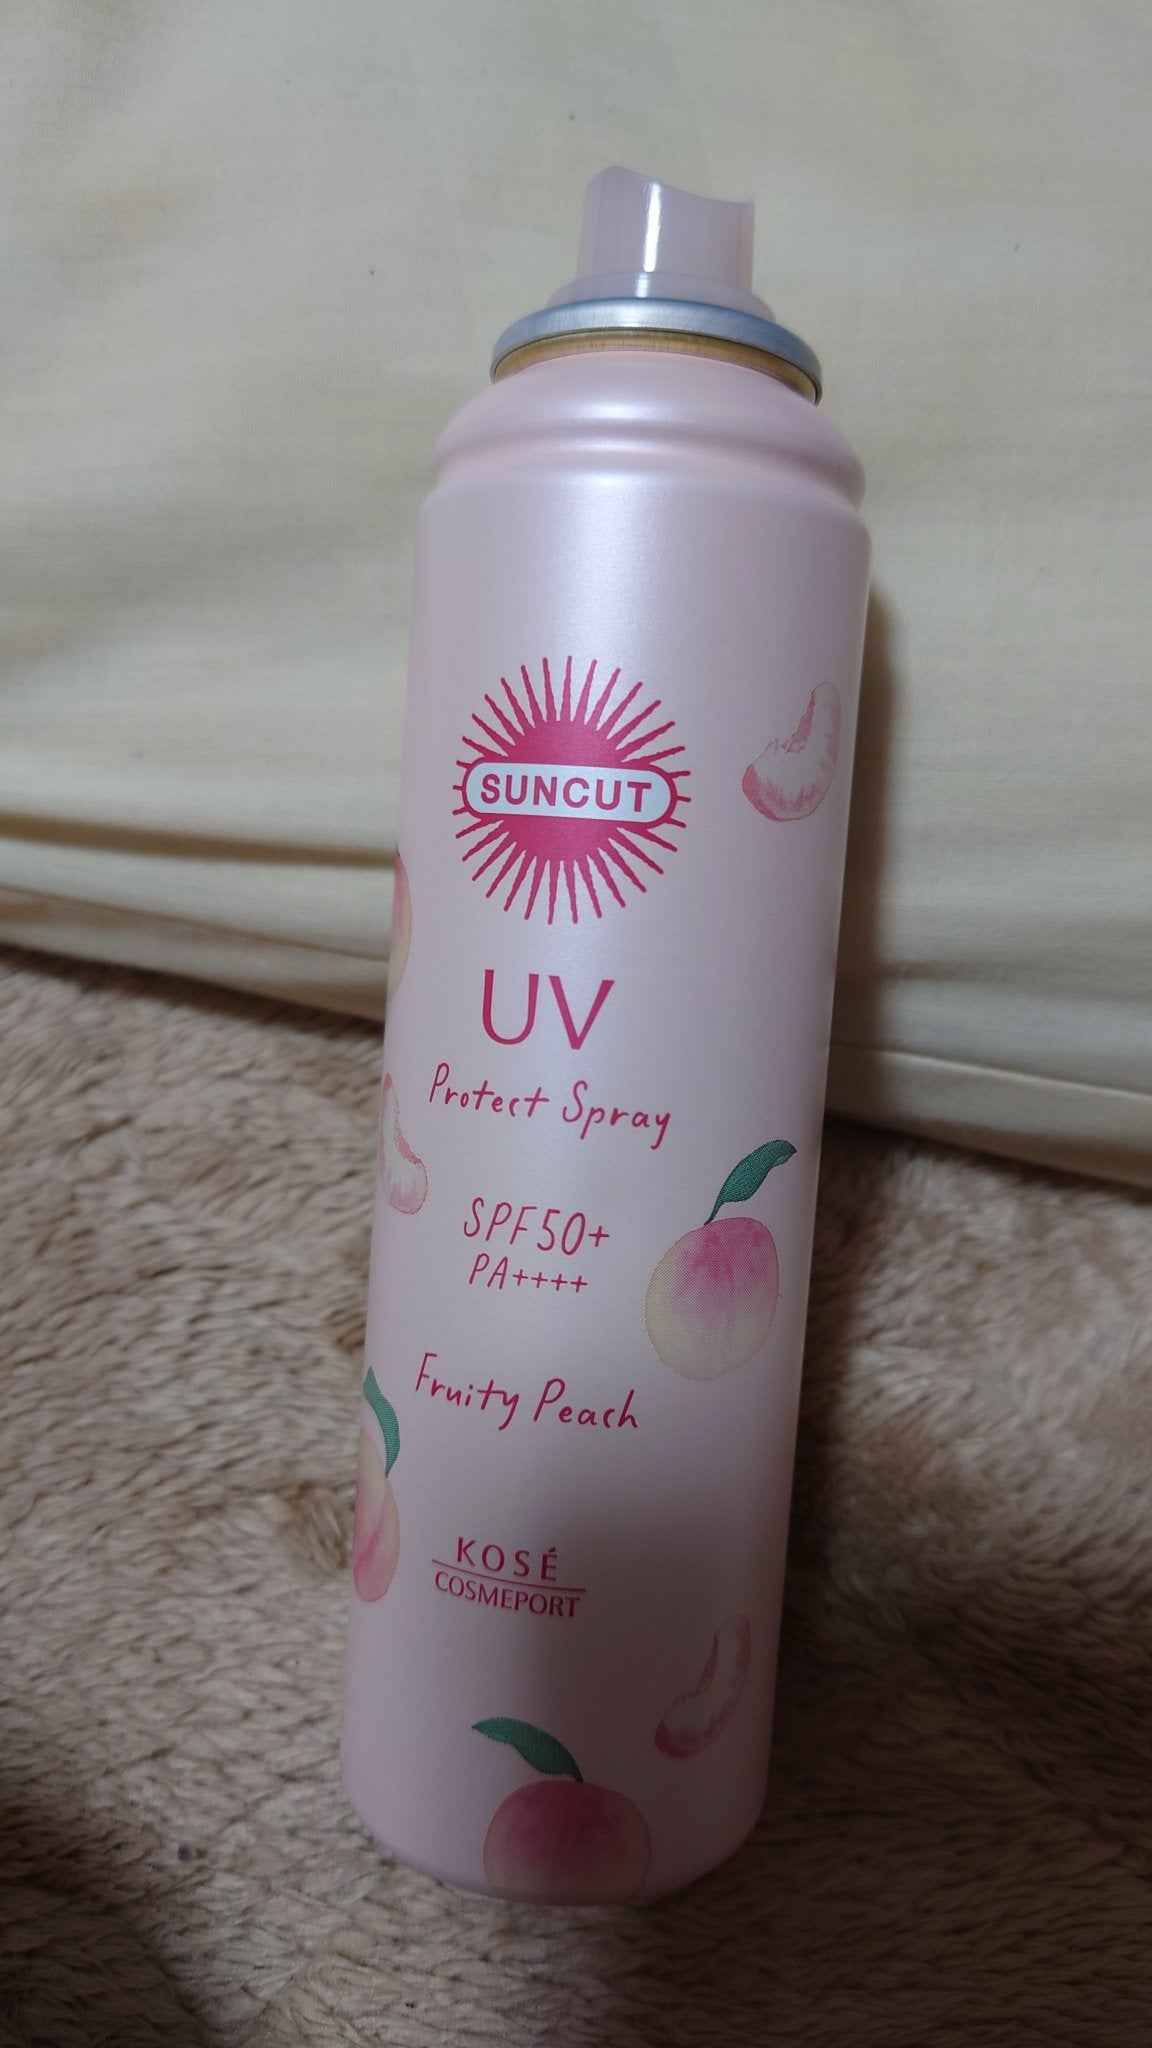 SUNCUT
UV
Protect Spray
SPF50+
PA++++
Fruity Peach
KOSÉ
COSMEPORT